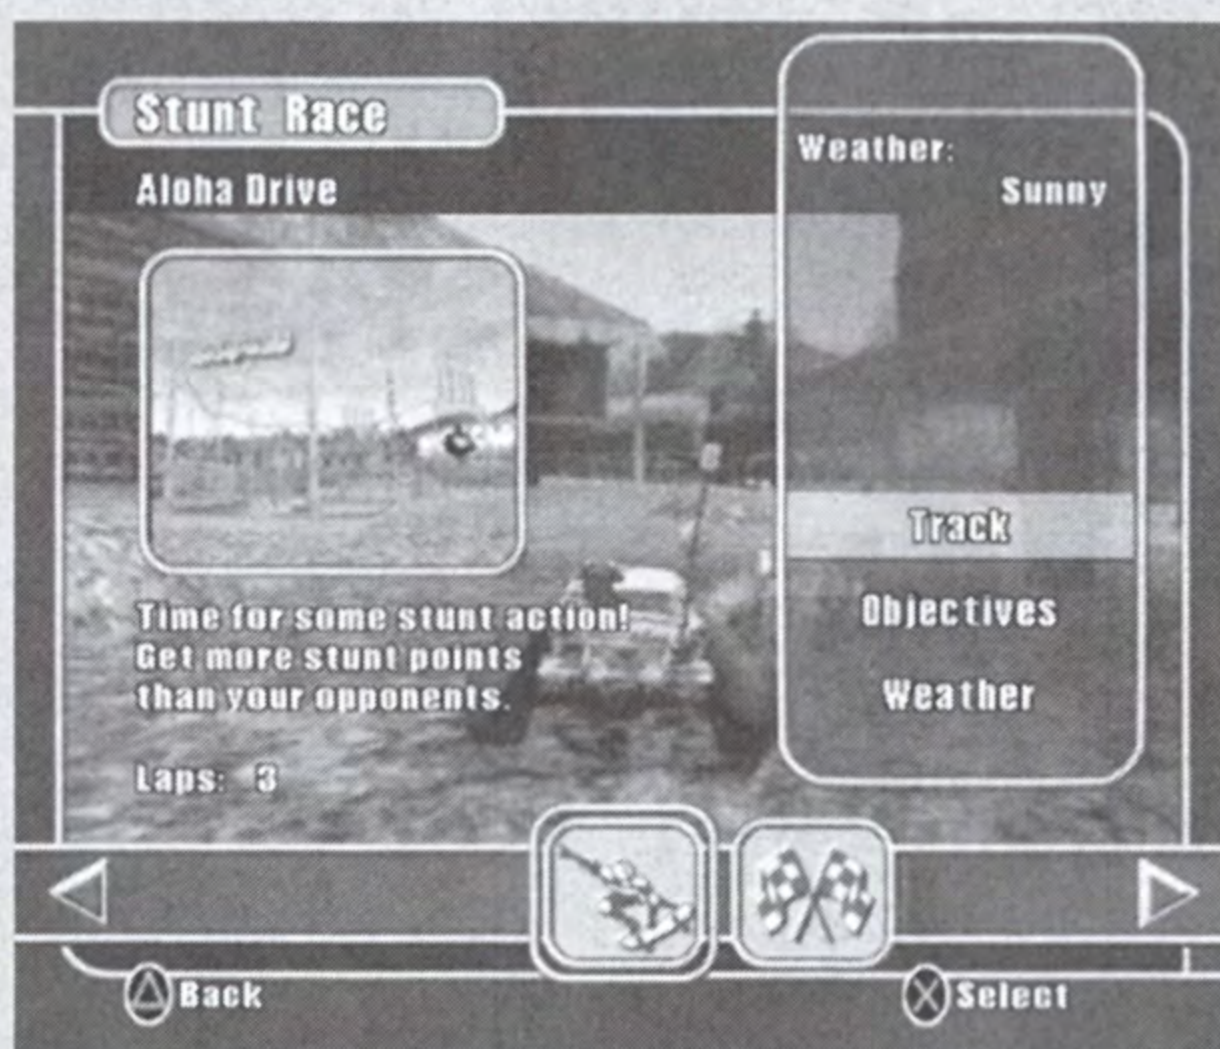 Stunt Race
Aloha Drive
Weather:
Sunny
Track
Objectives
Weather
Time for some stunt action!
Get more stunt points
than your opponents.
Laps: 3
Back
Select